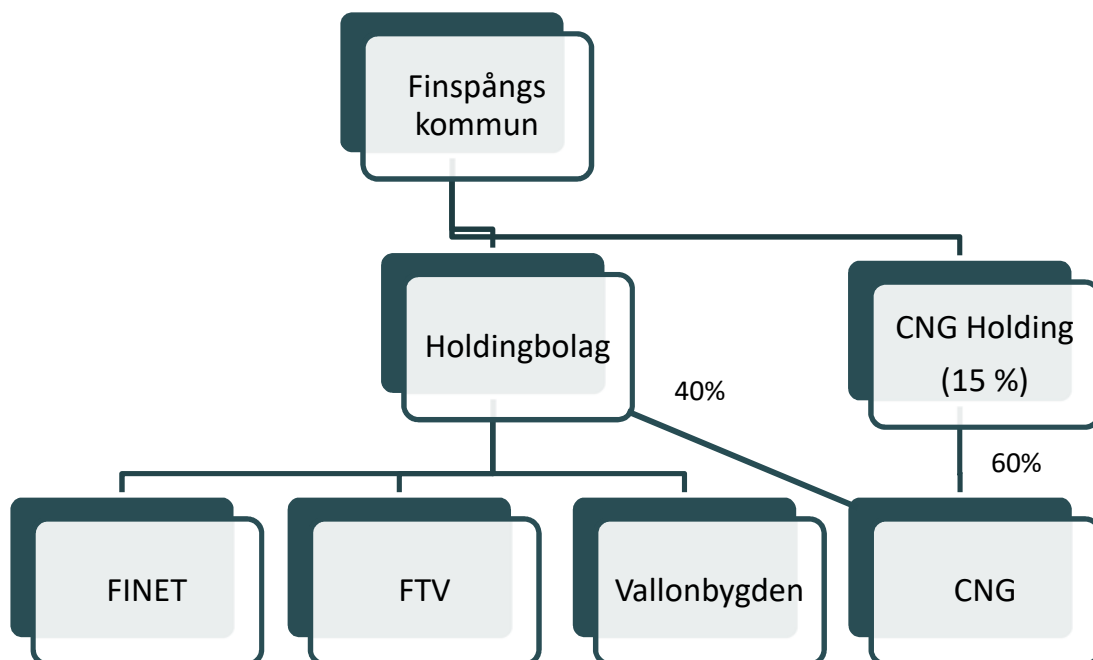 Finspångs
kommun
Holdingbolag
CNG Holding
(15 %)
40%
60%
FINET
FTV
Vallonbygden
CNG